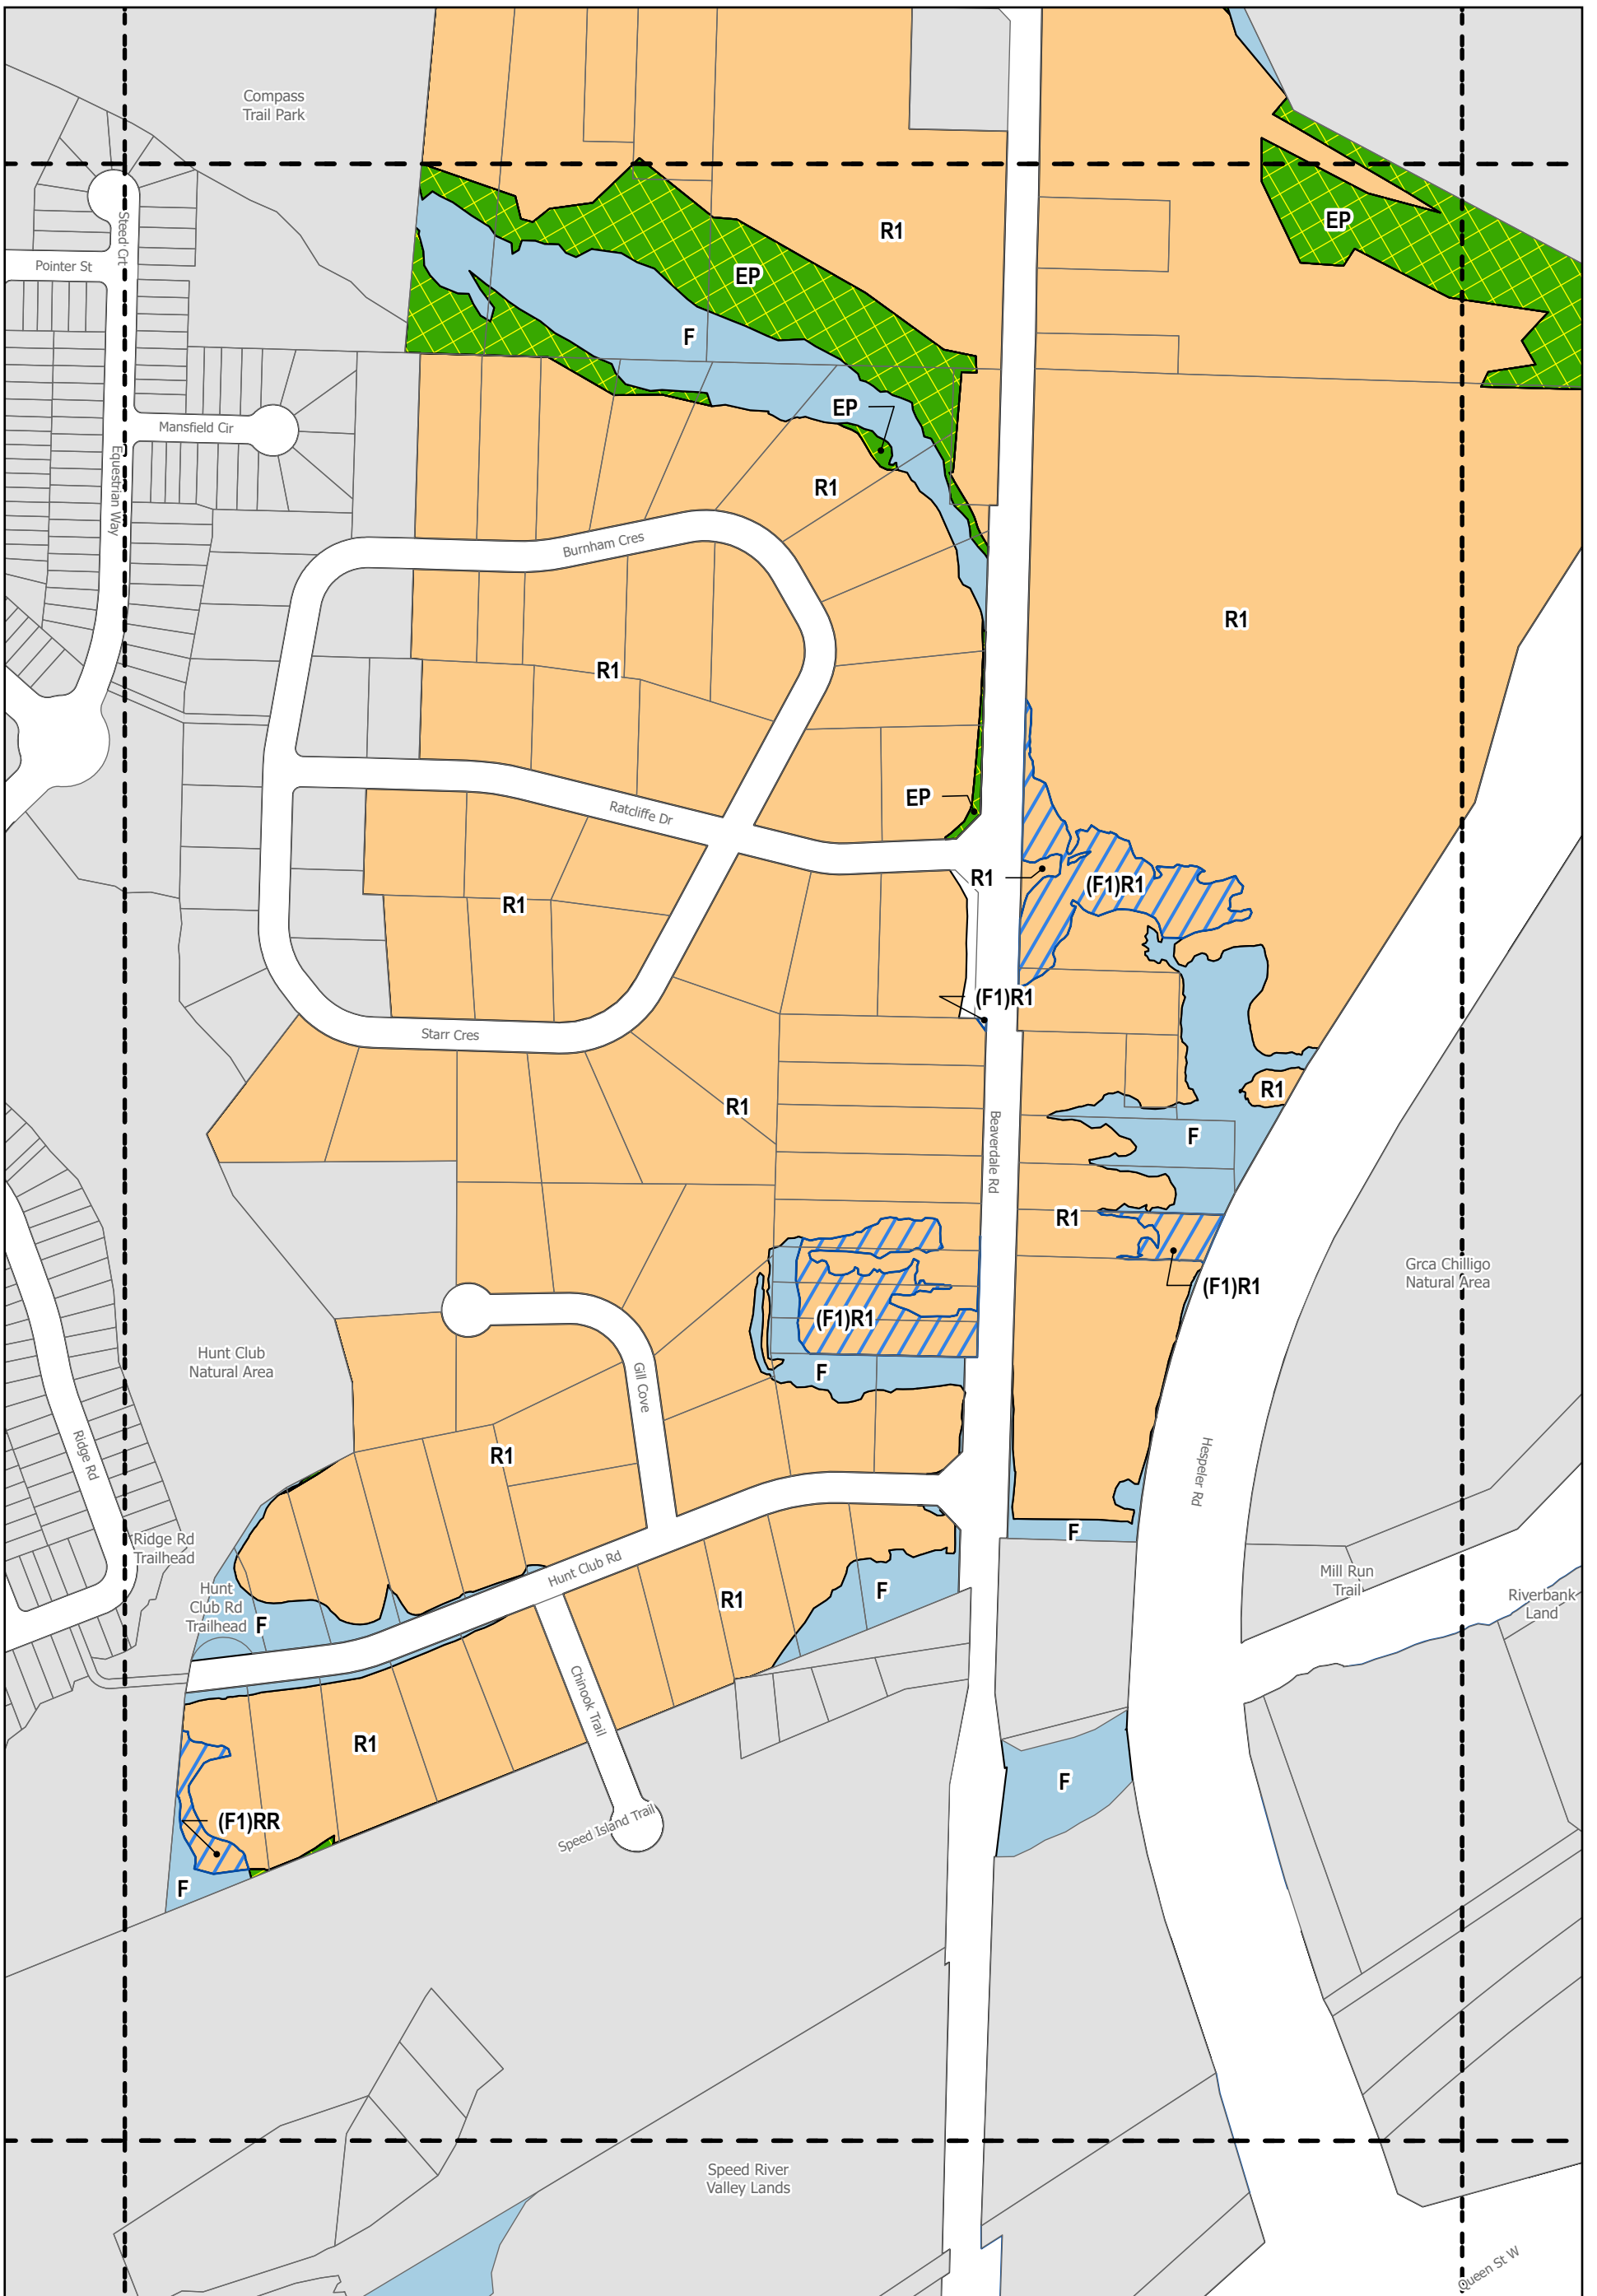 Compass
Trail Park
R1
EP
Steed Crt
Pointer St
EP
F
EP
Mansfield Cir
Equestrian Way
R1
Burnham Cres
R1
R1
EP
Ratcliffe Dr
R1
(F1)R1
R1
(F1)R1
Starr Cres
R1
R1
Beaverdale Rd
F
R1
Grca Chilligo
Natural Area
(F1)R1
(F1)R1
Hunt Club
Natural Area
F
Gill Cove
R1
Ridge Rd
Hespeler Rd
F
Ridge Rd
Trailhead
Hunt Club Rd
Mill Run
Trail
Riverbank
Land
Hunt
Club Rd
Trailhead
F
R1
F
Chinook Trail
R1
F
(F1)RR
Speed Island Trail
F
Speed River
Valley Lands
Queen St W